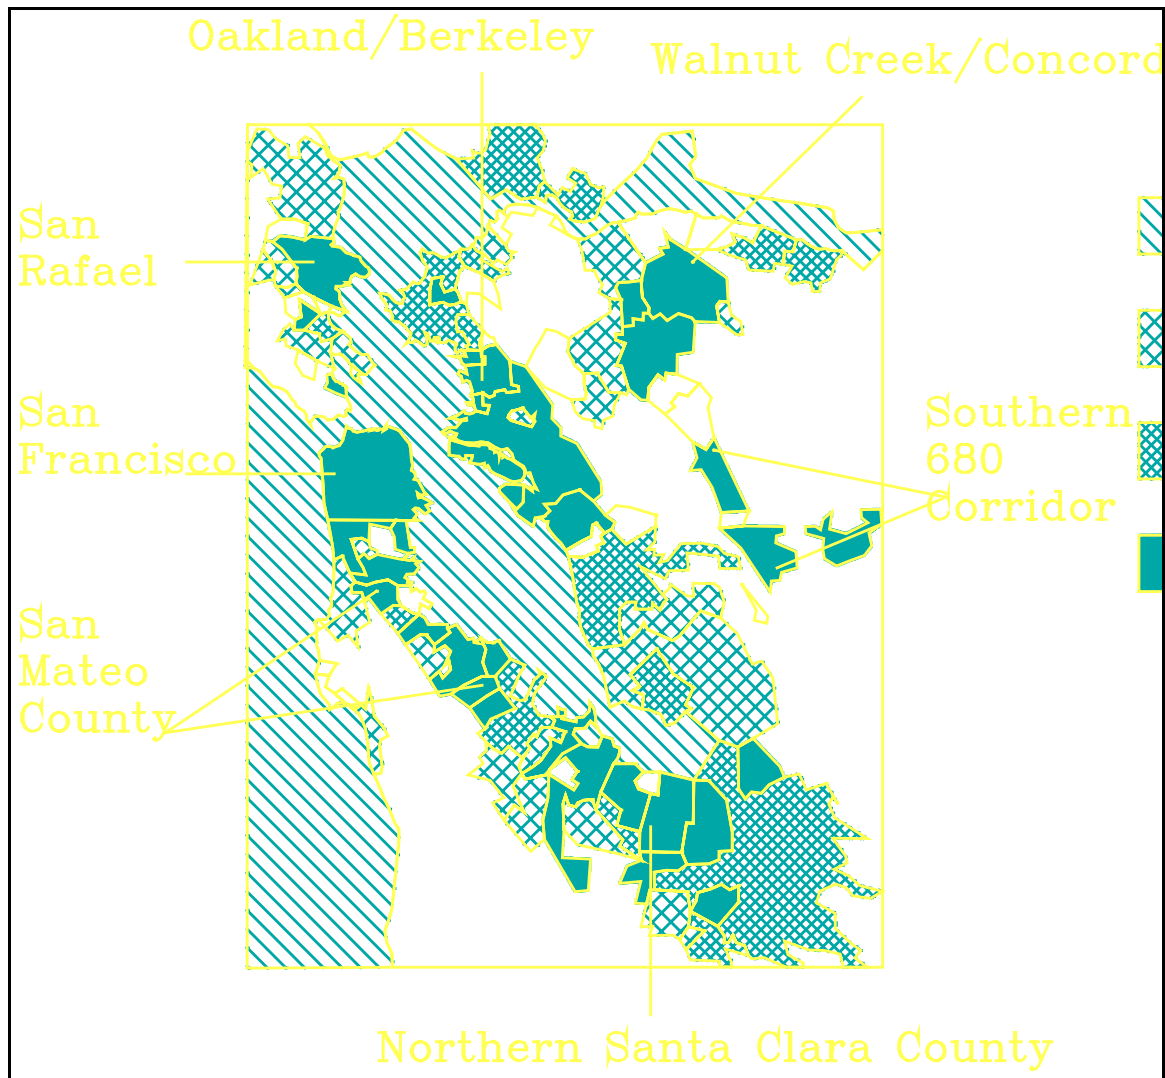 Oakland/Berkeley
Walnut Creek/Concord
San
Rafael
San
Francisco
Southern
680
Corridor
San
Mateo
County
Northern Santa Clara County